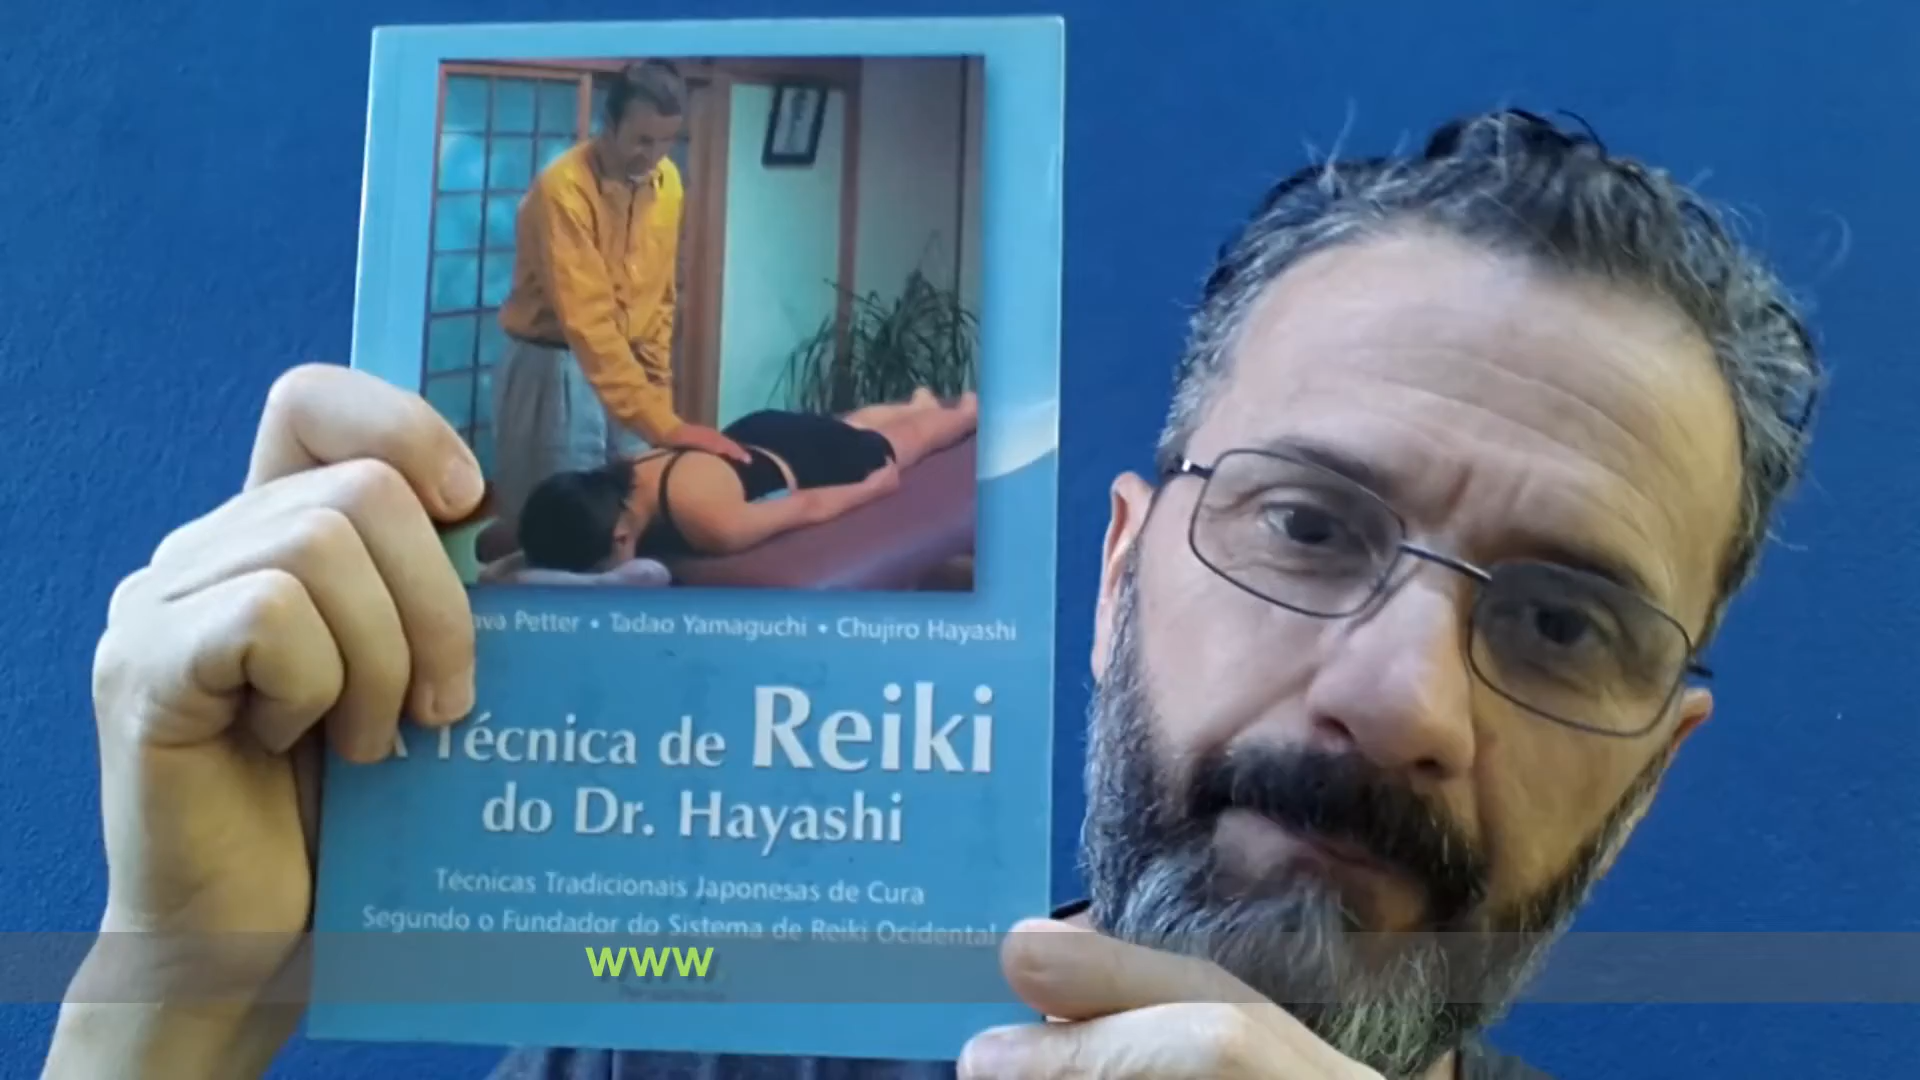 Petter • Tadao Yamaguchi • Chujiro Hayashi
A Técnica de Reiki
do Dr. Hayashi
Técnicas Tradicionais Japonesas de Cura
Segundo o Fundador do Sistema de Reiki Ocidental
www